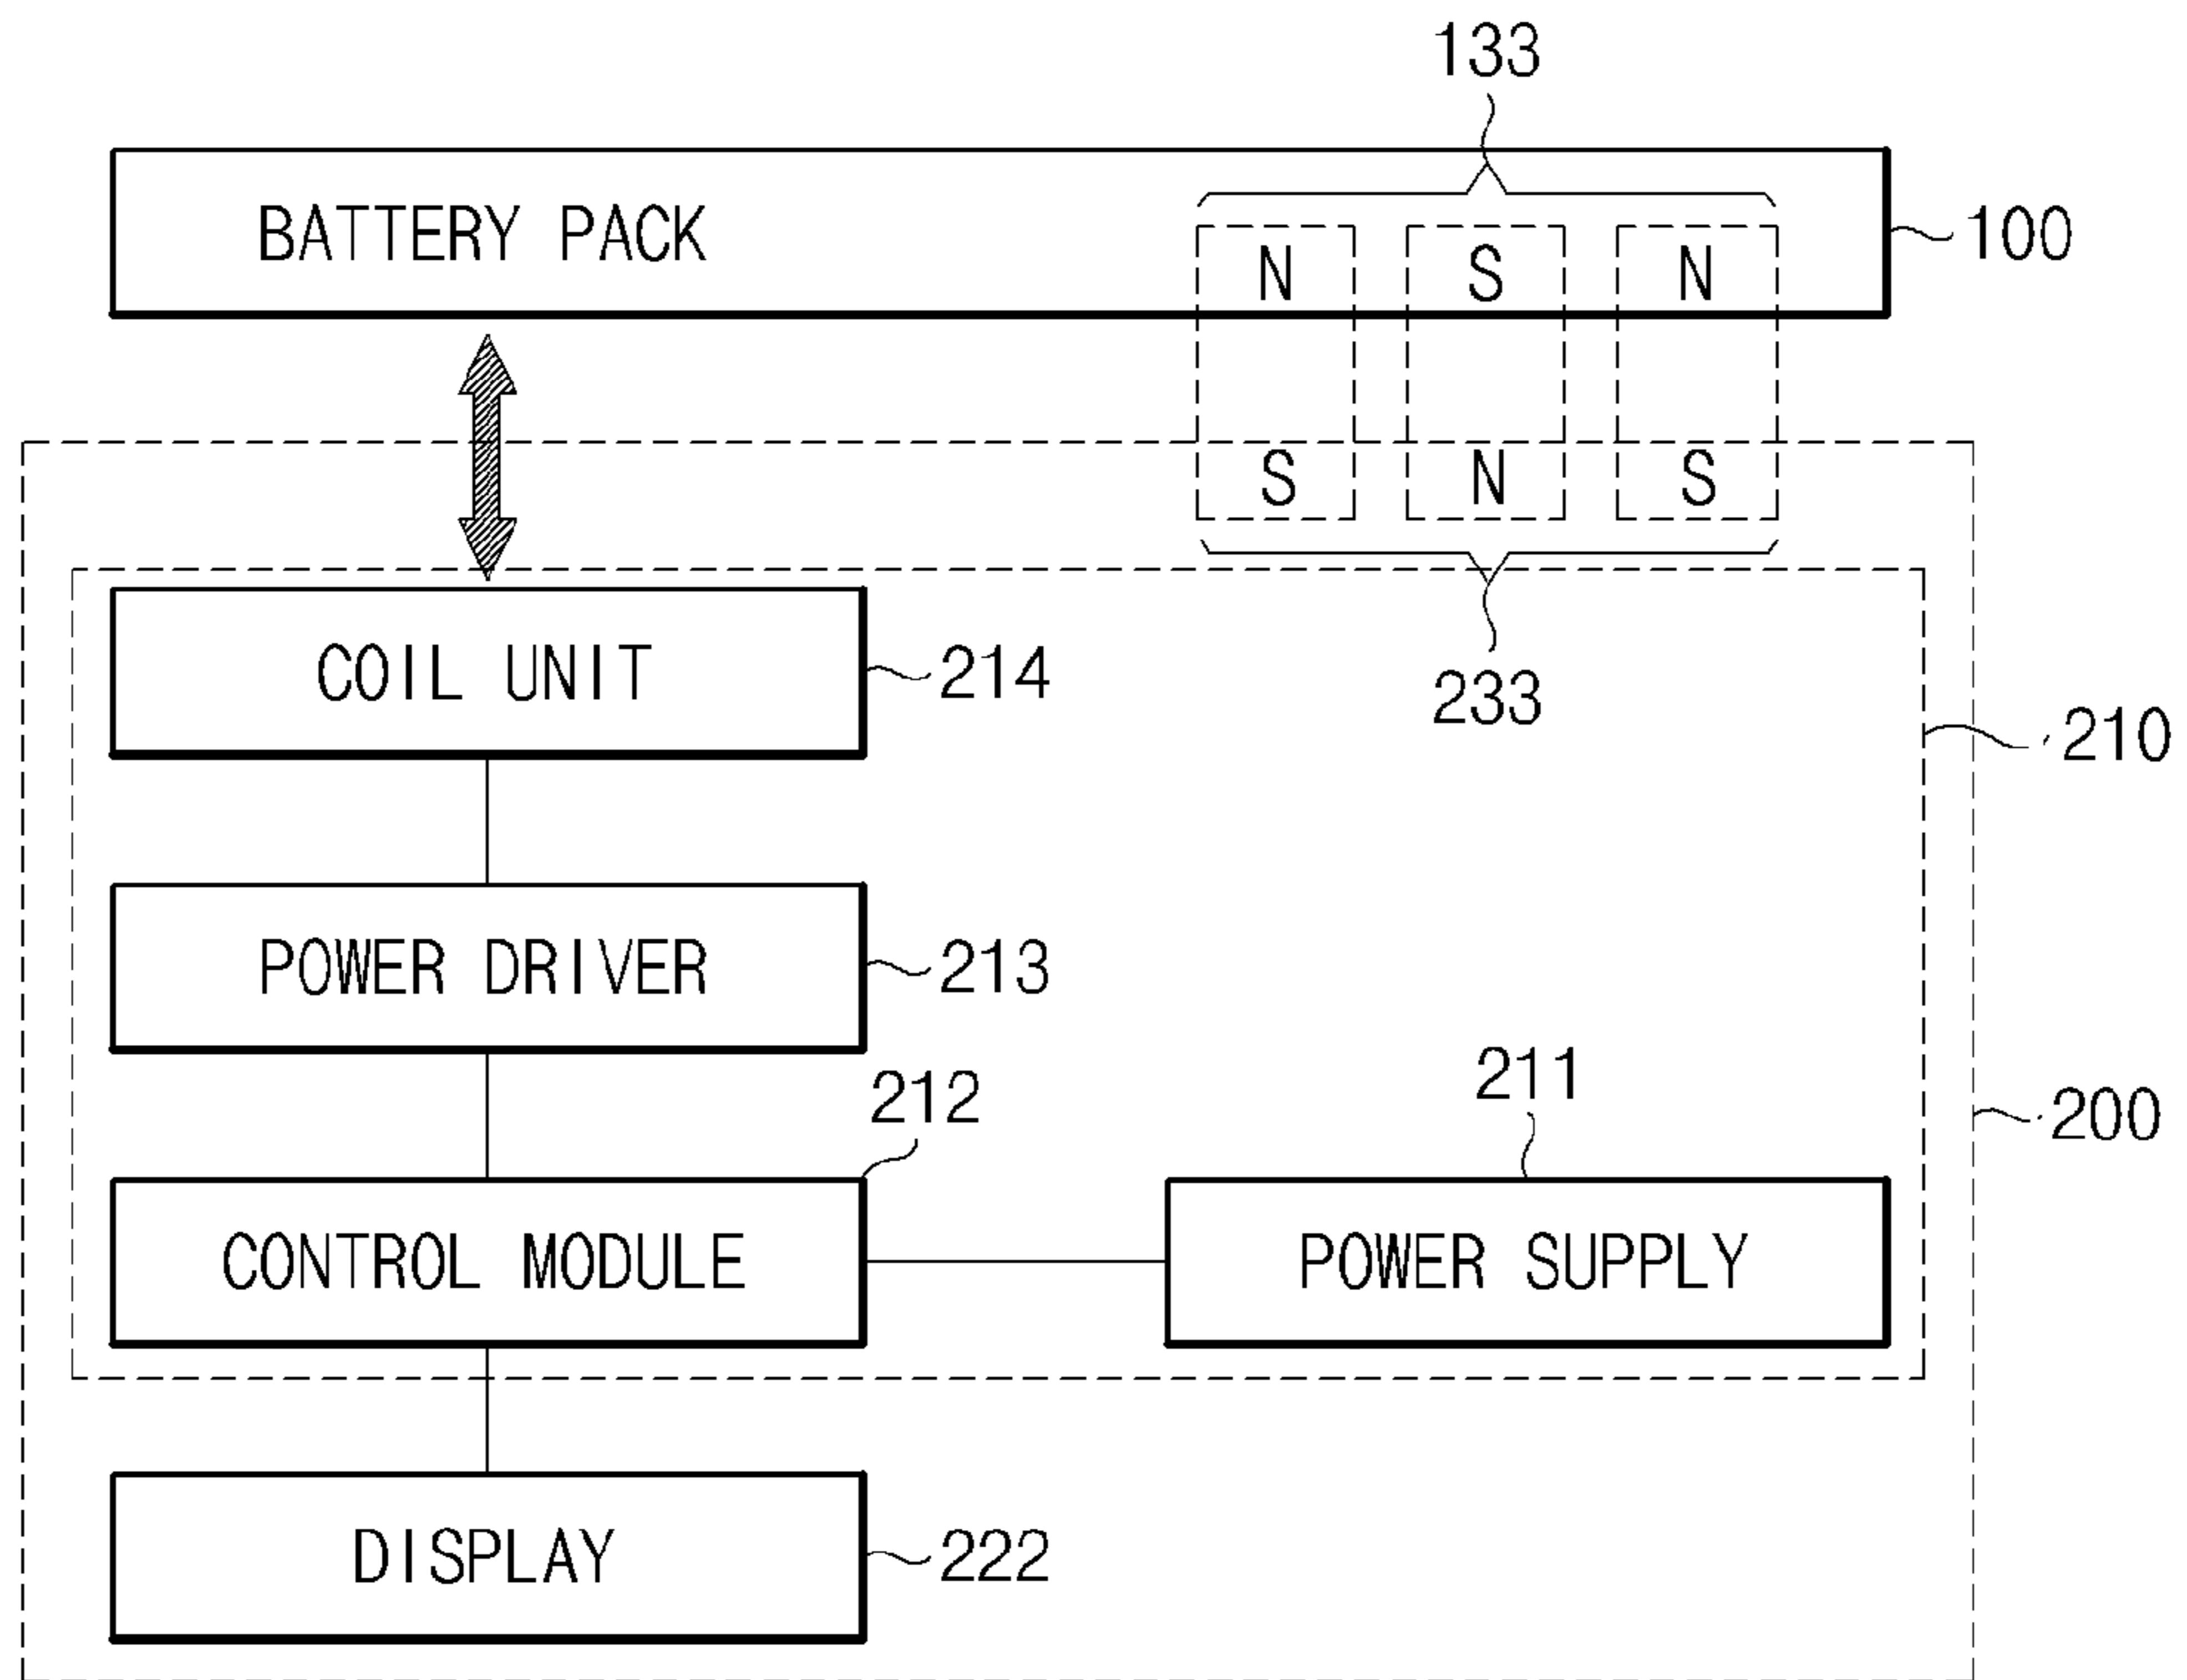 133
BATTERY PACK
N S N
100
S N S
COIL UNIT
214
233
210
POWER DRIVER
213
212
211
200
CONTROL MODULE
POWER SUPPLY
DISPLAY
222